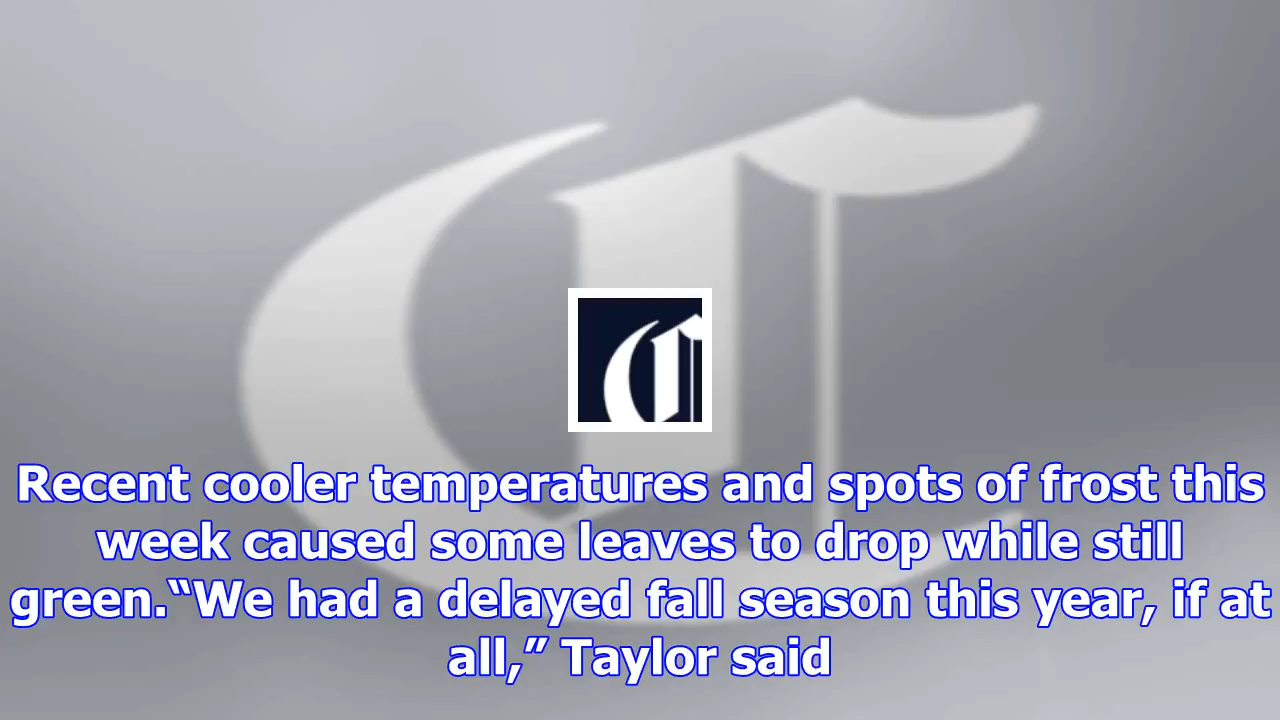 Recent cooler temperatures and spots of frost this
week caused some leaves to drop while still
green.“We had a delayed fall season this year, if at
all,” Taylor said